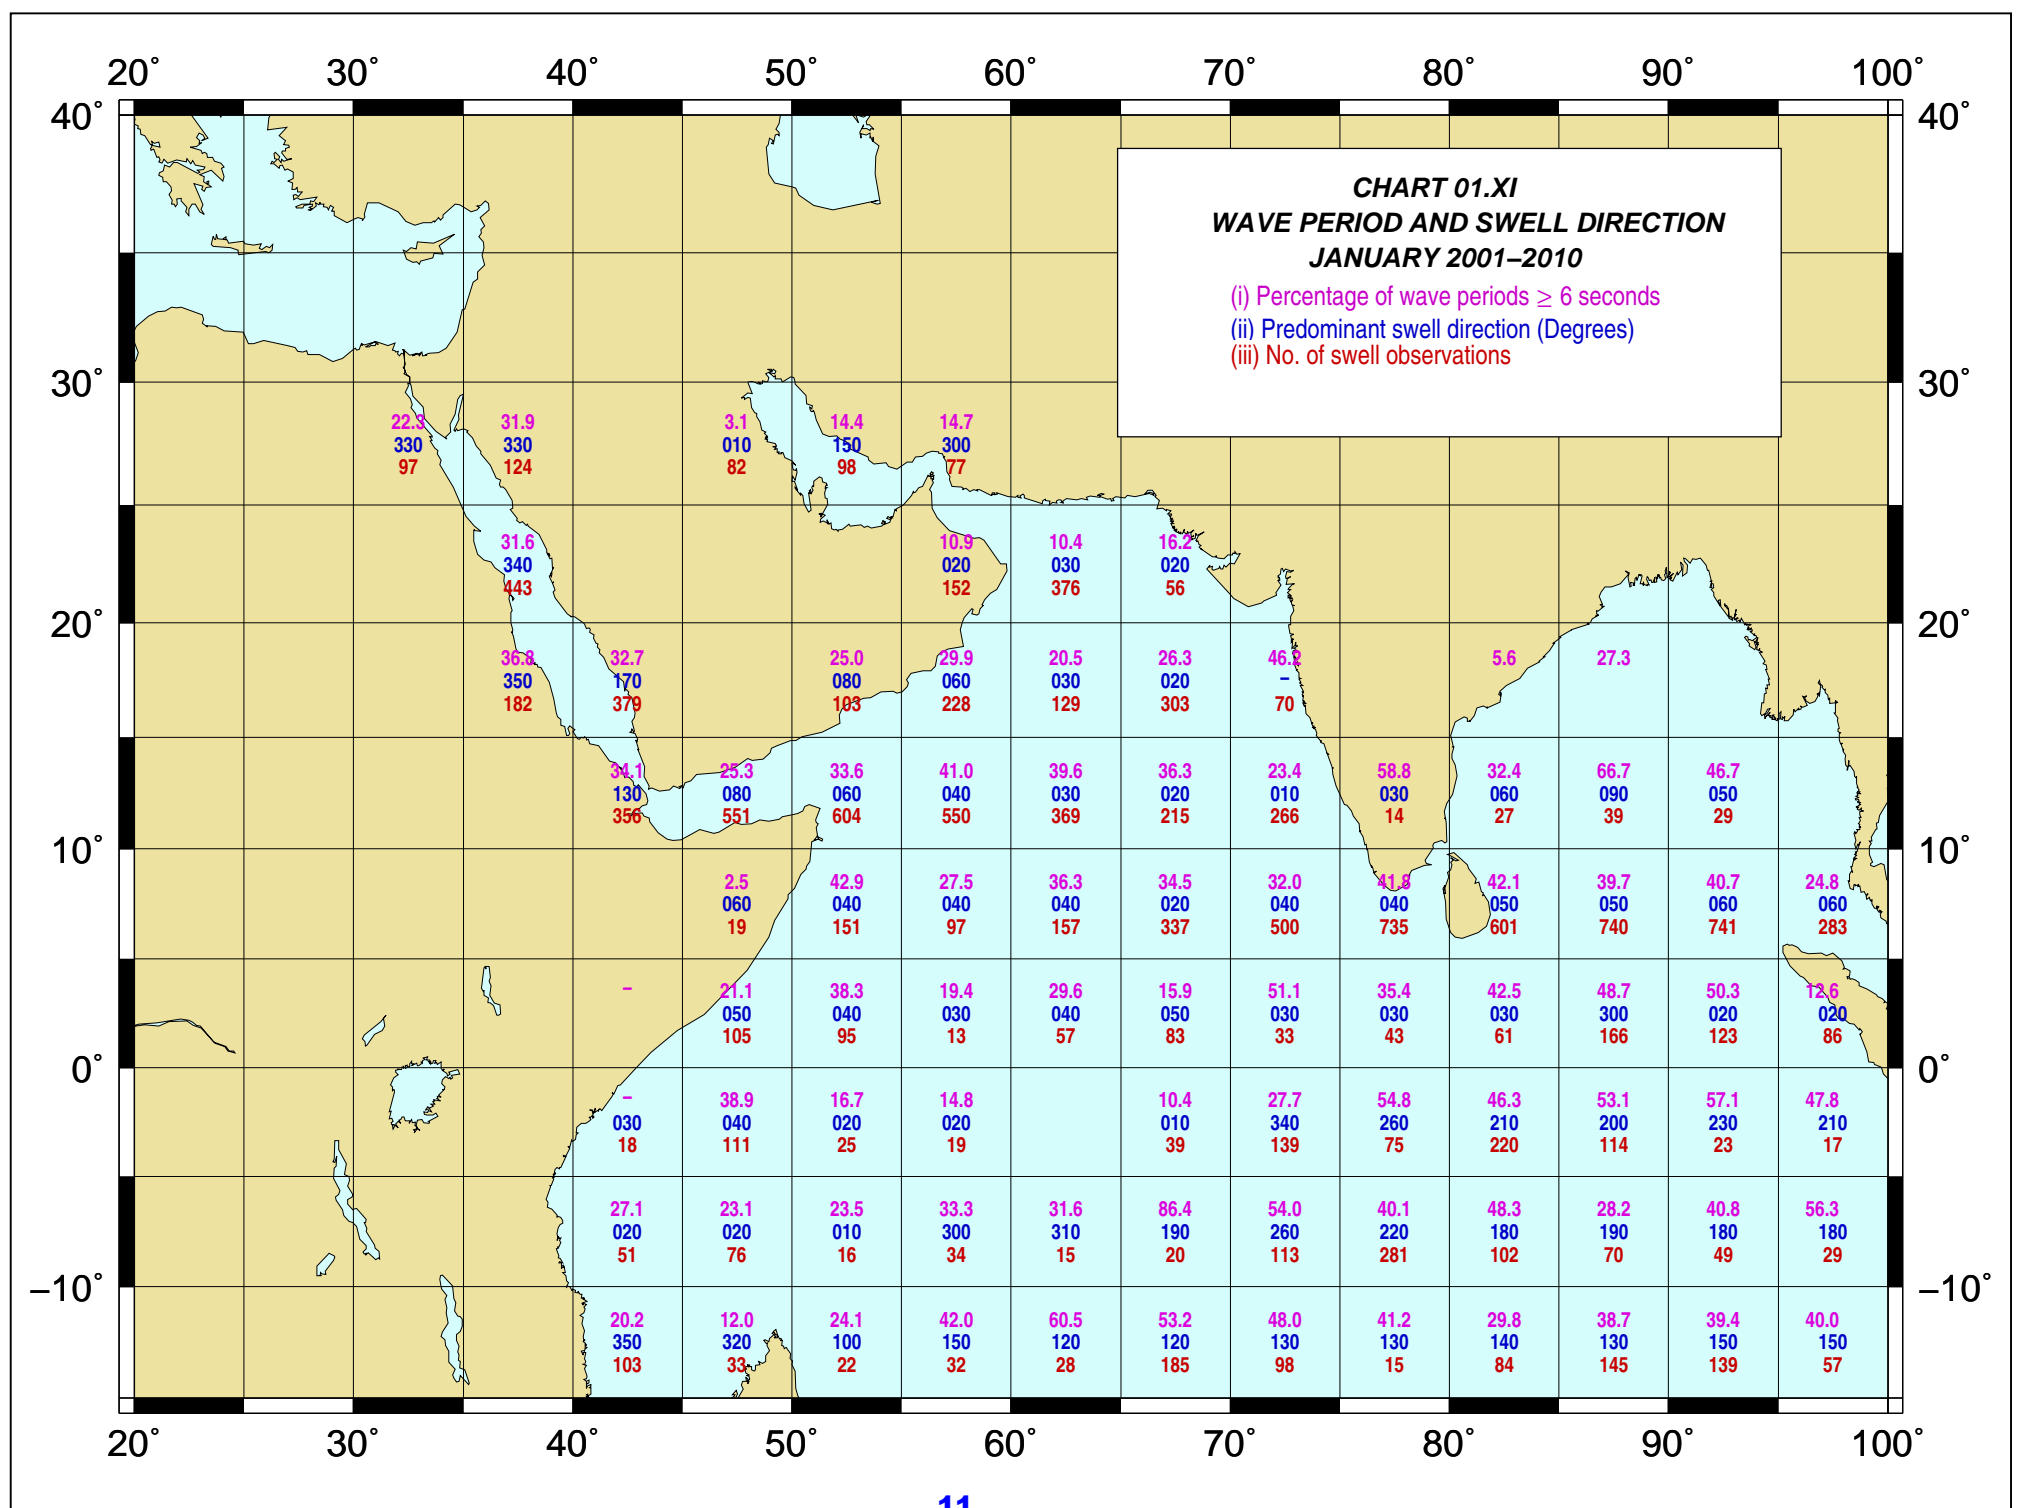 20° 30° 40° 50° 60° 70° 80° 90° 100°
40° 40°
CHART 01.XI
WAVE PERIOD AND SWELL DIRECTION
JANUARY 2001–2010
(i) Percentage of wave periods ≥ 6 seconds
(ii) Predominant swell direction (Degrees)
(iii) No. of swell observations
30° 30°
22.3 31.9 3.1 14.4 14.7
330 330 010 150 300
97 124 82 98 77
31.6 10.9 10.4 16.2
340 020 030 020
443 152 376 56
20° 20°
36.8 32.7 25.0 29.9 20.5 26.3 46.2 5.6 27.3
350 170 080 060 030 020 –
182 379 103 228 129 303 70
34.1 25.3 33.6 41.0 39.6 36.3 23.4 58.8 32.4 66.7 46.7
130 080 060 040 030 020 010 030 060 090 050
356 551 604 550 369 215 266 14 27 39 29
10° 10°
2.5 42.9 27.5 36.3 34.5 32.0 41.8 42.1 39.7 40.7 24.8
060 040 040 040 020 040 040 050 050 060 060
19 151 97 157 337 500 735 601 740 741 283
– 21.1 38.3 19.4 29.6 15.9 51.1 35.4 42.5 48.7 50.3 12.6
050 040 030 040 050 030 030 030 300 020 020
105 95 13 57 83 33 43 61 166 123 86
0° 0°
– 38.9 16.7 14.8 10.4 27.7 54.8 46.3 53.1 57.1 47.8
030 040 020 020 010 340 260 210 200 230 210
18 111 25 19 39 139 75 220 114 23 17
27.1 23.1 23.5 33.3 31.6 86.4 54.0 40.1 48.3 28.2 40.8 56.3
020 020 010 300 310 190 260 220 180 190 180 180
51 76 16 34 15 20 113 281 102 70 49 29
–10° –10°
20.2 12.0 24.1 42.0 60.5 53.2 48.0 41.2 29.8 38.7 39.4 40.0
350 320 100 150 120 120 130 130 140 130 150 150
103 33 22 32 28 185 98 15 84 145 139 57
20° 30° 40° 50° 60° 70° 80° 90° 100°
11